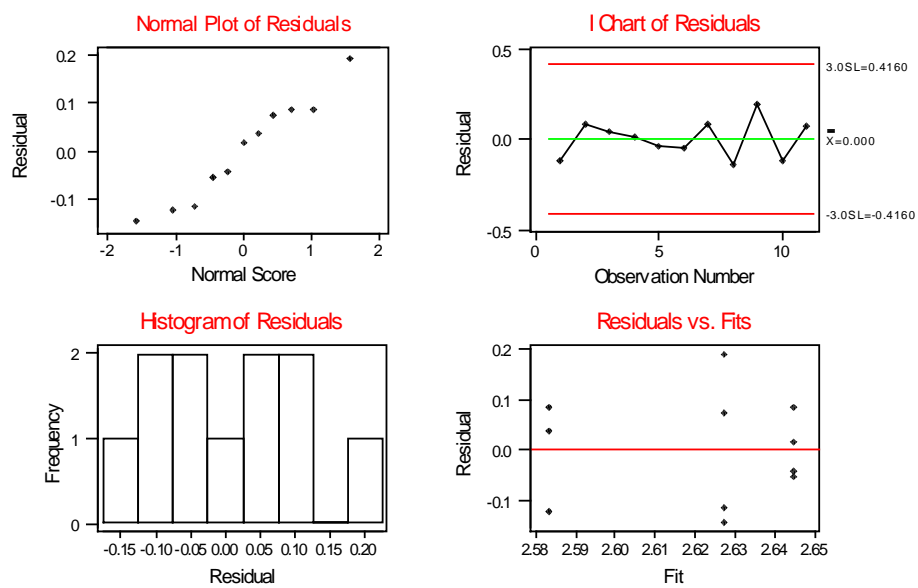 Normal Plot of Residuals
0.2
0.1
0.0
-0.1
Residual
-2 -1 0 1 2
Normal Score
I Chart of Residuals
0.5
0.0
-0.5
Residual
3.0SL=0.4160
X=0.000
-3.0SL=-0.4160
0 5 10
Observation Number
Histogram of Residuals
2
1
0
Frequency
-0.15 -0.10 -0.05 0.00 0.05 0.10 0.15 0.20
Residual
Residuals vs. Fits
0.2
0.1
0.0
-0.1
Residual
2.58 2.59 2.60 2.61 2.62 2.63 2.64 2.65
Fit